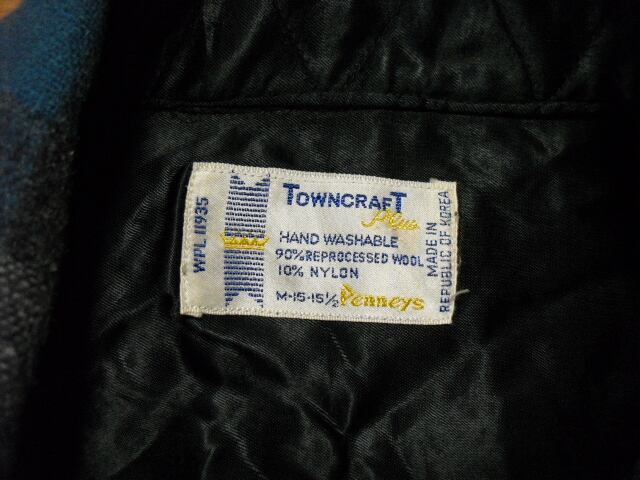 WPL 11935
TOWNCRAFT
Plus
HAND WASHABLE
90% REPROCESSED WOOL
10% NYLON
M-15-15½ Penneys
MADE IN
REPUBLIC OF KOREA